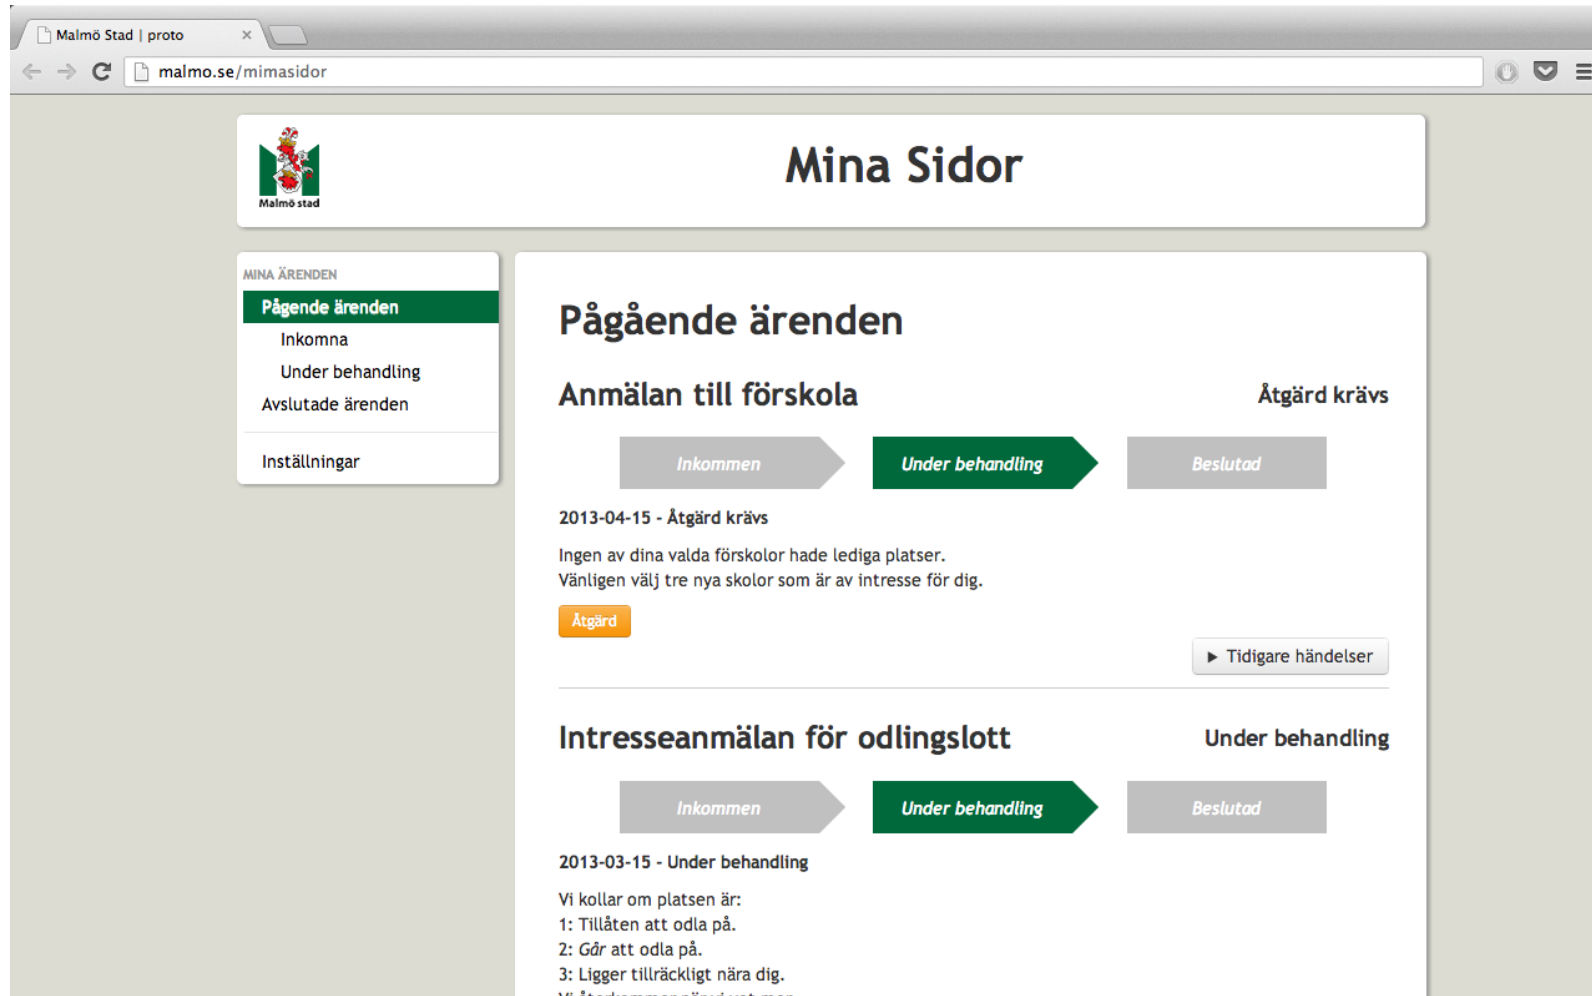 Malmö Stad | proto
malmo.se/mimasidor
Malmö stad
Mina Sidor
MINA ÄRENDEN
Pågende ärenden
Inkomna
Under behandling
Avslutade ärenden
Inställningar
Pågående ärenden
Anmälan till förskola
Åtgärd krävs
Inkommen
Under behandling
Beslutad
2013-04-15 - Åtgärd krävs
Ingen av dina valda förskolor hade lediga platser.
Vänligen välj tre nya skolor som är av intresse för dig.
Åtgärd
Tidigare händelser
Intresseanmälan för odlingslott
Under behandling
Inkommen
Under behandling
Beslutad
2013-03-15 - Under behandling
Vi kollar om platsen är:
1: Tillåten att odla på.
2: Går att odla på.
3: Ligger tillräckligt nära dig.